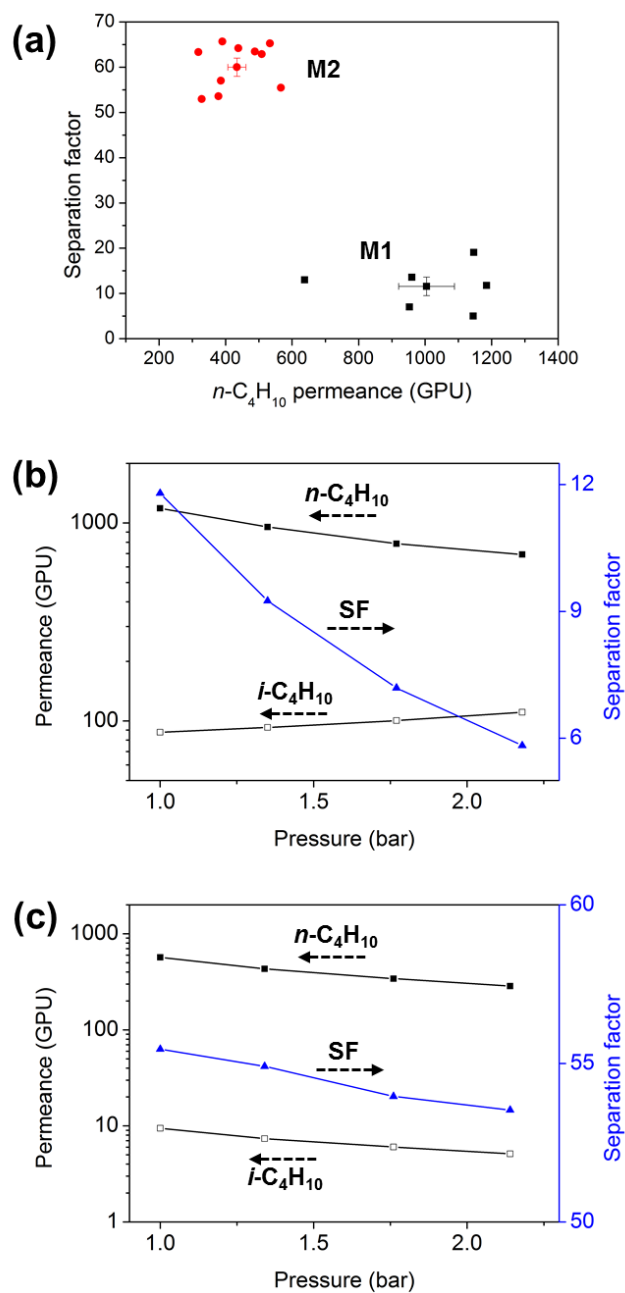 (a)
70
60
50
40
30
20
10
0
Separation factor
M2
M1
200 400 600 800 1000 1200 1400
n-C₄H₁₀ permeance (GPU)
(b)
1000
100
Permeance (GPU)
n-C₄H₁₀
SF
i-C₄H₁₀
12
9
6
Separation factor
1.0 1.5 2.0
Pressure (bar)
(c)
1000
100
10
1
Permeance (GPU)
n-C₄H₁₀
SF
i-C₄H₁₀
60
55
50
Separation factor
1.0 1.5 2.0
Pressure (bar)